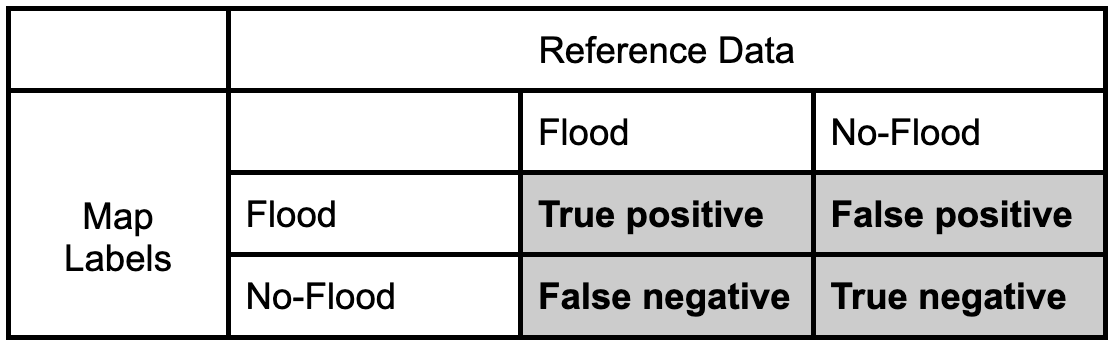 Reference Data
Flood No-Flood
Map
Labels
Flood True positive False positive
No-Flood False negative True negative